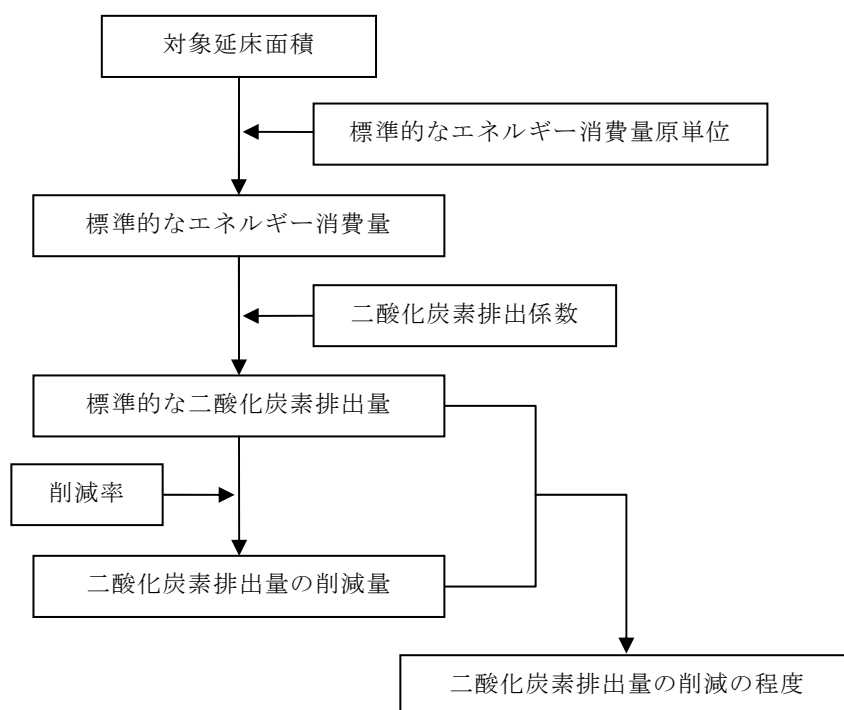 対象延床面積
標準的なエネルギー消費量原単位
標準的なエネルギー消費量
二酸化炭素排出係数
標準的な二酸化炭素排出量
削減率
二酸化炭素排出量の削減量
二酸化炭素排出量の削減の程度